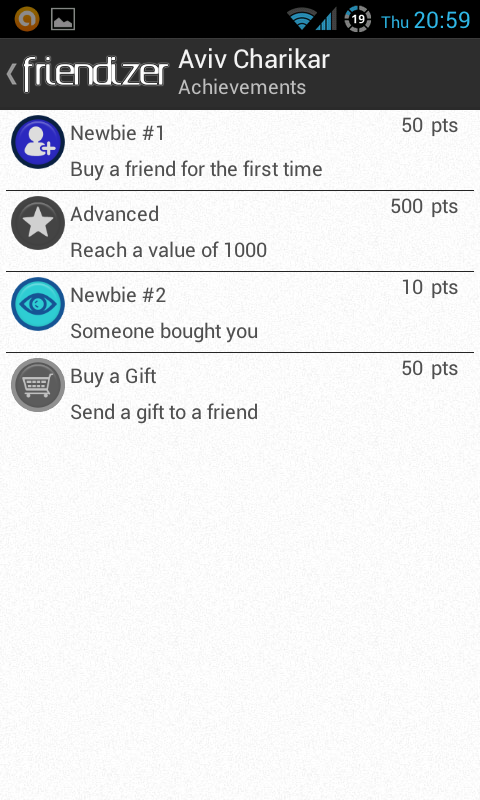 19 Thu 20:59
friendizer Aviv Charikar
Achievements
Newbie #1 50 pts
Buy a friend for the first time
Advanced 500 pts
Reach a value of 1000
Newbie #2 10 pts
Someone bought you
Buy a Gift 50 pts
Send a gift to a friend